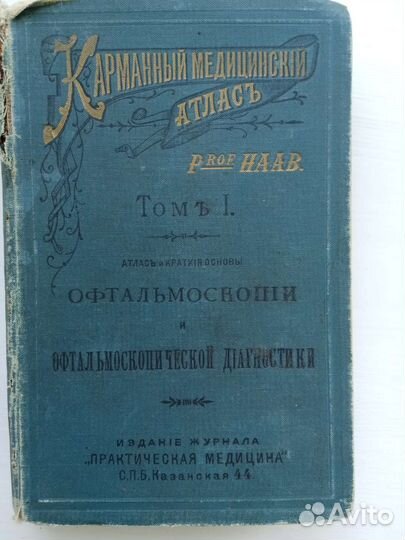 Карманный медицинскій
атласъ
Prof HAAB.
Томъ I.
Атласъ и краткія основы
офтальмоскопіи
и
офтальмоскопической діагностики
Изданіе журнала
„Практическая медицина"
С.П.Б. Казанская 44.
Avito